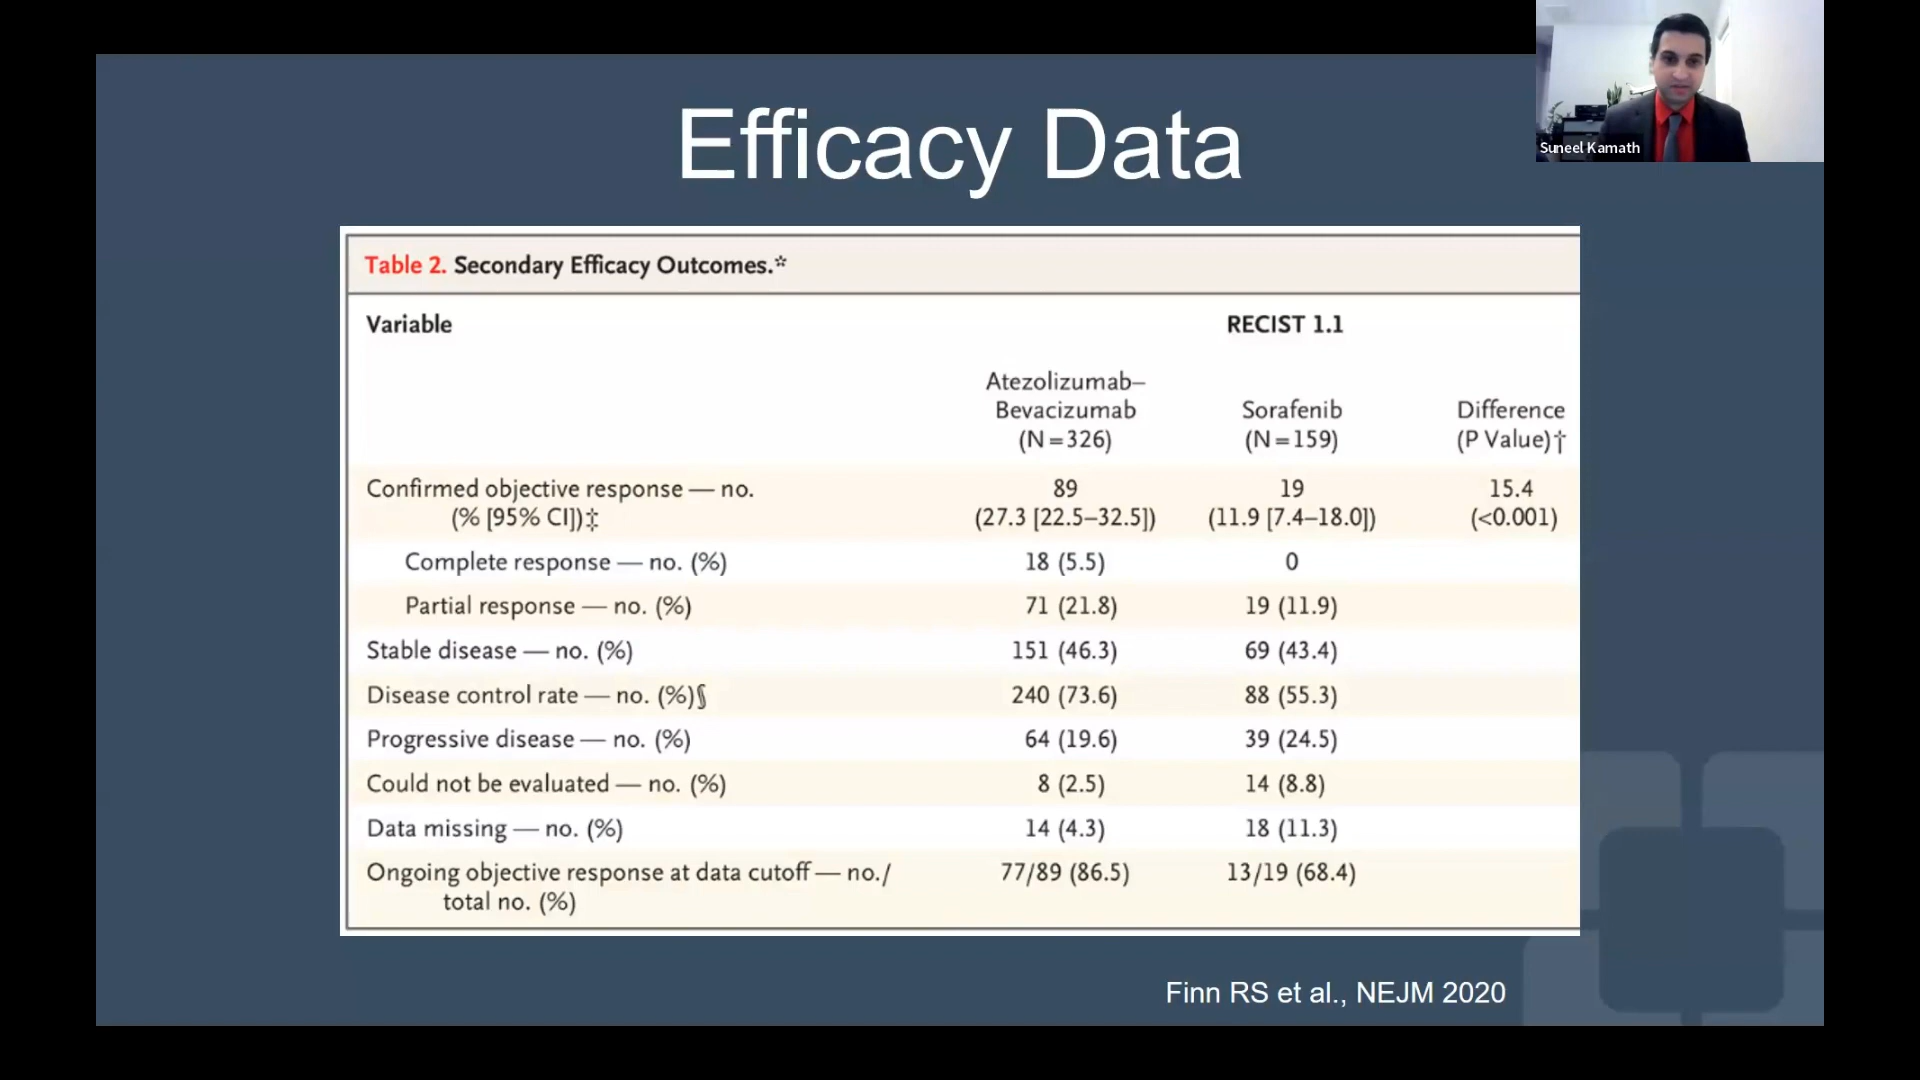 Efficacy Data
Suneel Kamath
Table 2. Secondary Efficacy Outcomes.*
Variable
RECIST 1.1
Atezolizumab–
Bevacizumab
(N=326)
Sorafenib
(N=159)
Difference
(P Value)†
Confirmed objective response — no.
(% [95% CI])‡
89
(27.3 [22.5–32.5])
19
(11.9 [7.4–18.0])
15.4
(<0.001)
Complete response — no. (%)
18 (5.5)
0
Partial response — no. (%)
71 (21.8)
19 (11.9)
Stable disease — no. (%)
151 (46.3)
69 (43.4)
Disease control rate — no. (%)§
240 (73.6)
88 (55.3)
Progressive disease — no. (%)
64 (19.6)
39 (24.5)
Could not be evaluated — no. (%)
8 (2.5)
14 (8.8)
Data missing — no. (%)
14 (4.3)
18 (11.3)
Ongoing objective response at data cutoff — no./
total no. (%)
77/89 (86.5)
13/19 (68.4)
Finn RS et al., NEJM 2020